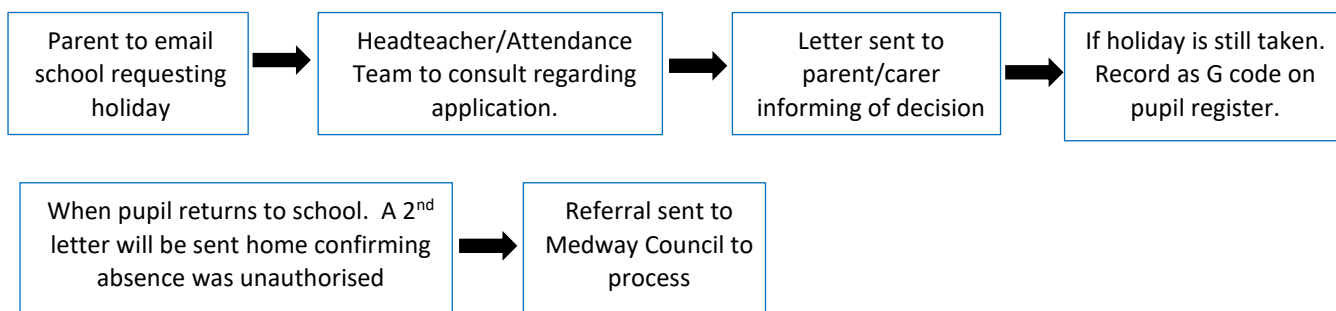 Parent to email
school requesting
holiday
Headteacher/Attendance
Team to consult regarding
application.
Letter sent to
parent/carer
informing of decision
If holiday is still taken.
Record as G code on
pupil register.
When pupil returns to school.  A 2nd
letter will be sent home confirming
absence was unauthorised
Referral sent to
Medway Council to
process